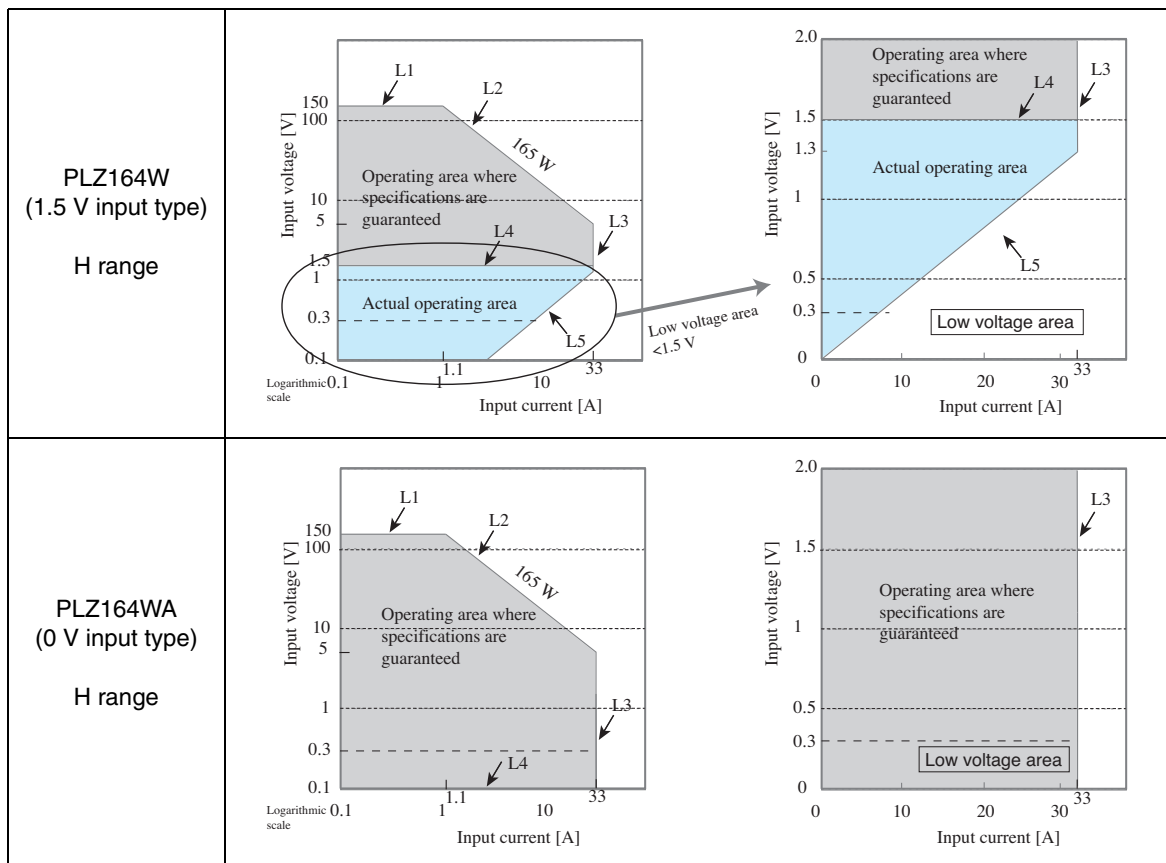 PLZ164W
(1.5 V input type)
H range
Input voltage [V]
150
100
10
5
1.5
1
0.3
0.1
L1
L2
165 W
Operating area where
specifications are
guaranteed
L3
L4
Actual operating area
L5
Low voltage area
<1.5 V
Logarithmic
scale
0.1
1
1.1
10
33
Input current [A]
Input voltage [V]
2.0
1.5
1.3
1
0.5
0.3
0
Operating area where
specifications are
guaranteed
L3
L4
Actual operating area
L5
Low voltage area
0
10
20
30
33
Input current [A]
PLZ164WA
(0 V input type)
H range
Input voltage [V]
150
100
10
5
1
0.3
0.1
L1
L2
165 W
Operating area where
specifications are
guaranteed
L3
L4
Logarithmic
scale
0.1
1
1.1
10
33
Input current [A]
Input voltage [V]
2.0
1.5
1
0.5
0.3
0
L3
Operating area where
specifications are
guaranteed
Low voltage area
0
10
20
30
33
Input current [A]